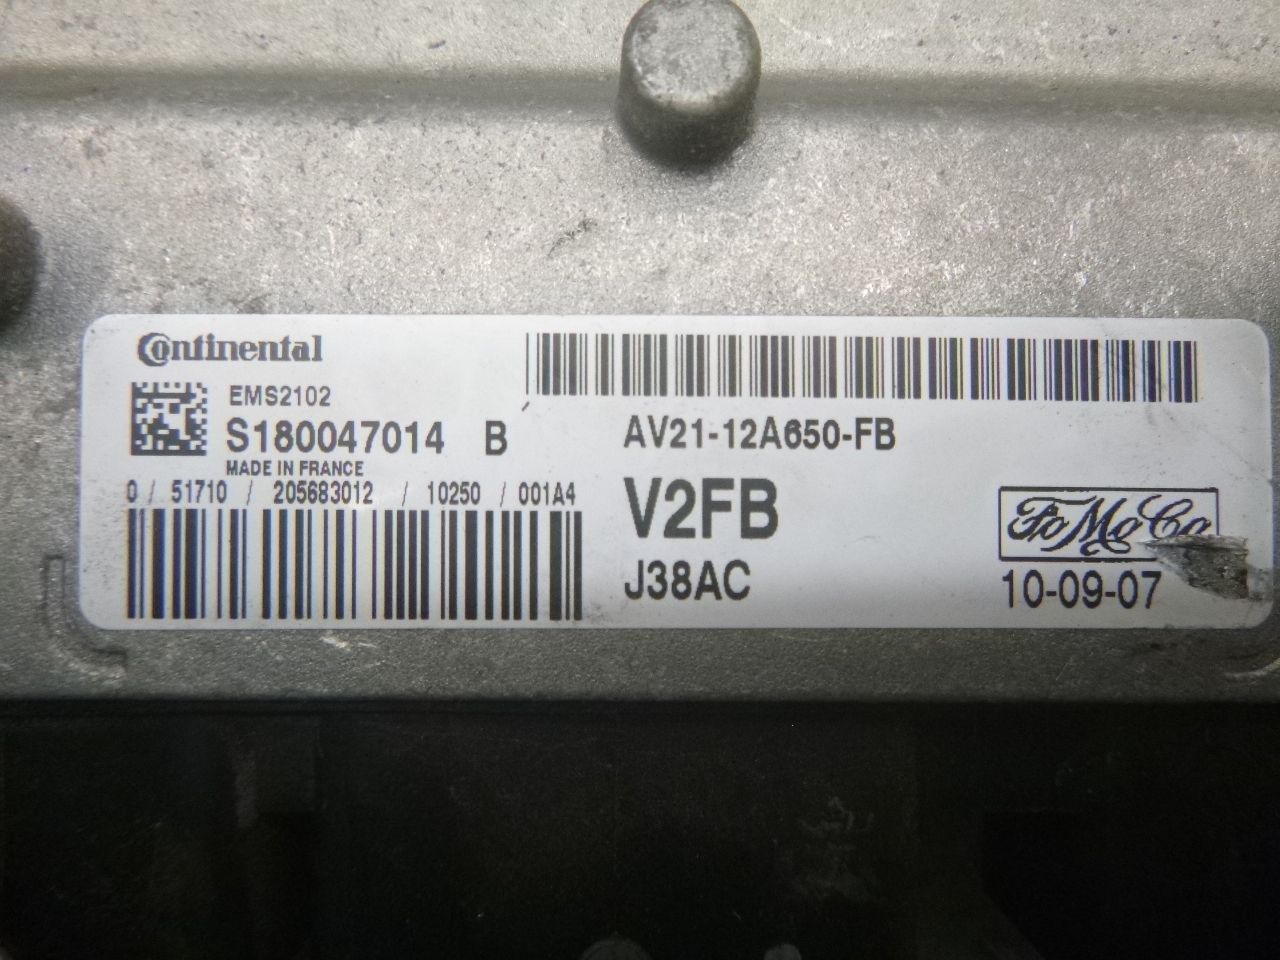 Continental
EMS2102
S180047014 B
MADE IN FRANCE
0 / 51710 / 205683012 / 10250 / 001A4
AV21-12A650-FB
V2FB
J38AC
FoMoCo
10-09-07